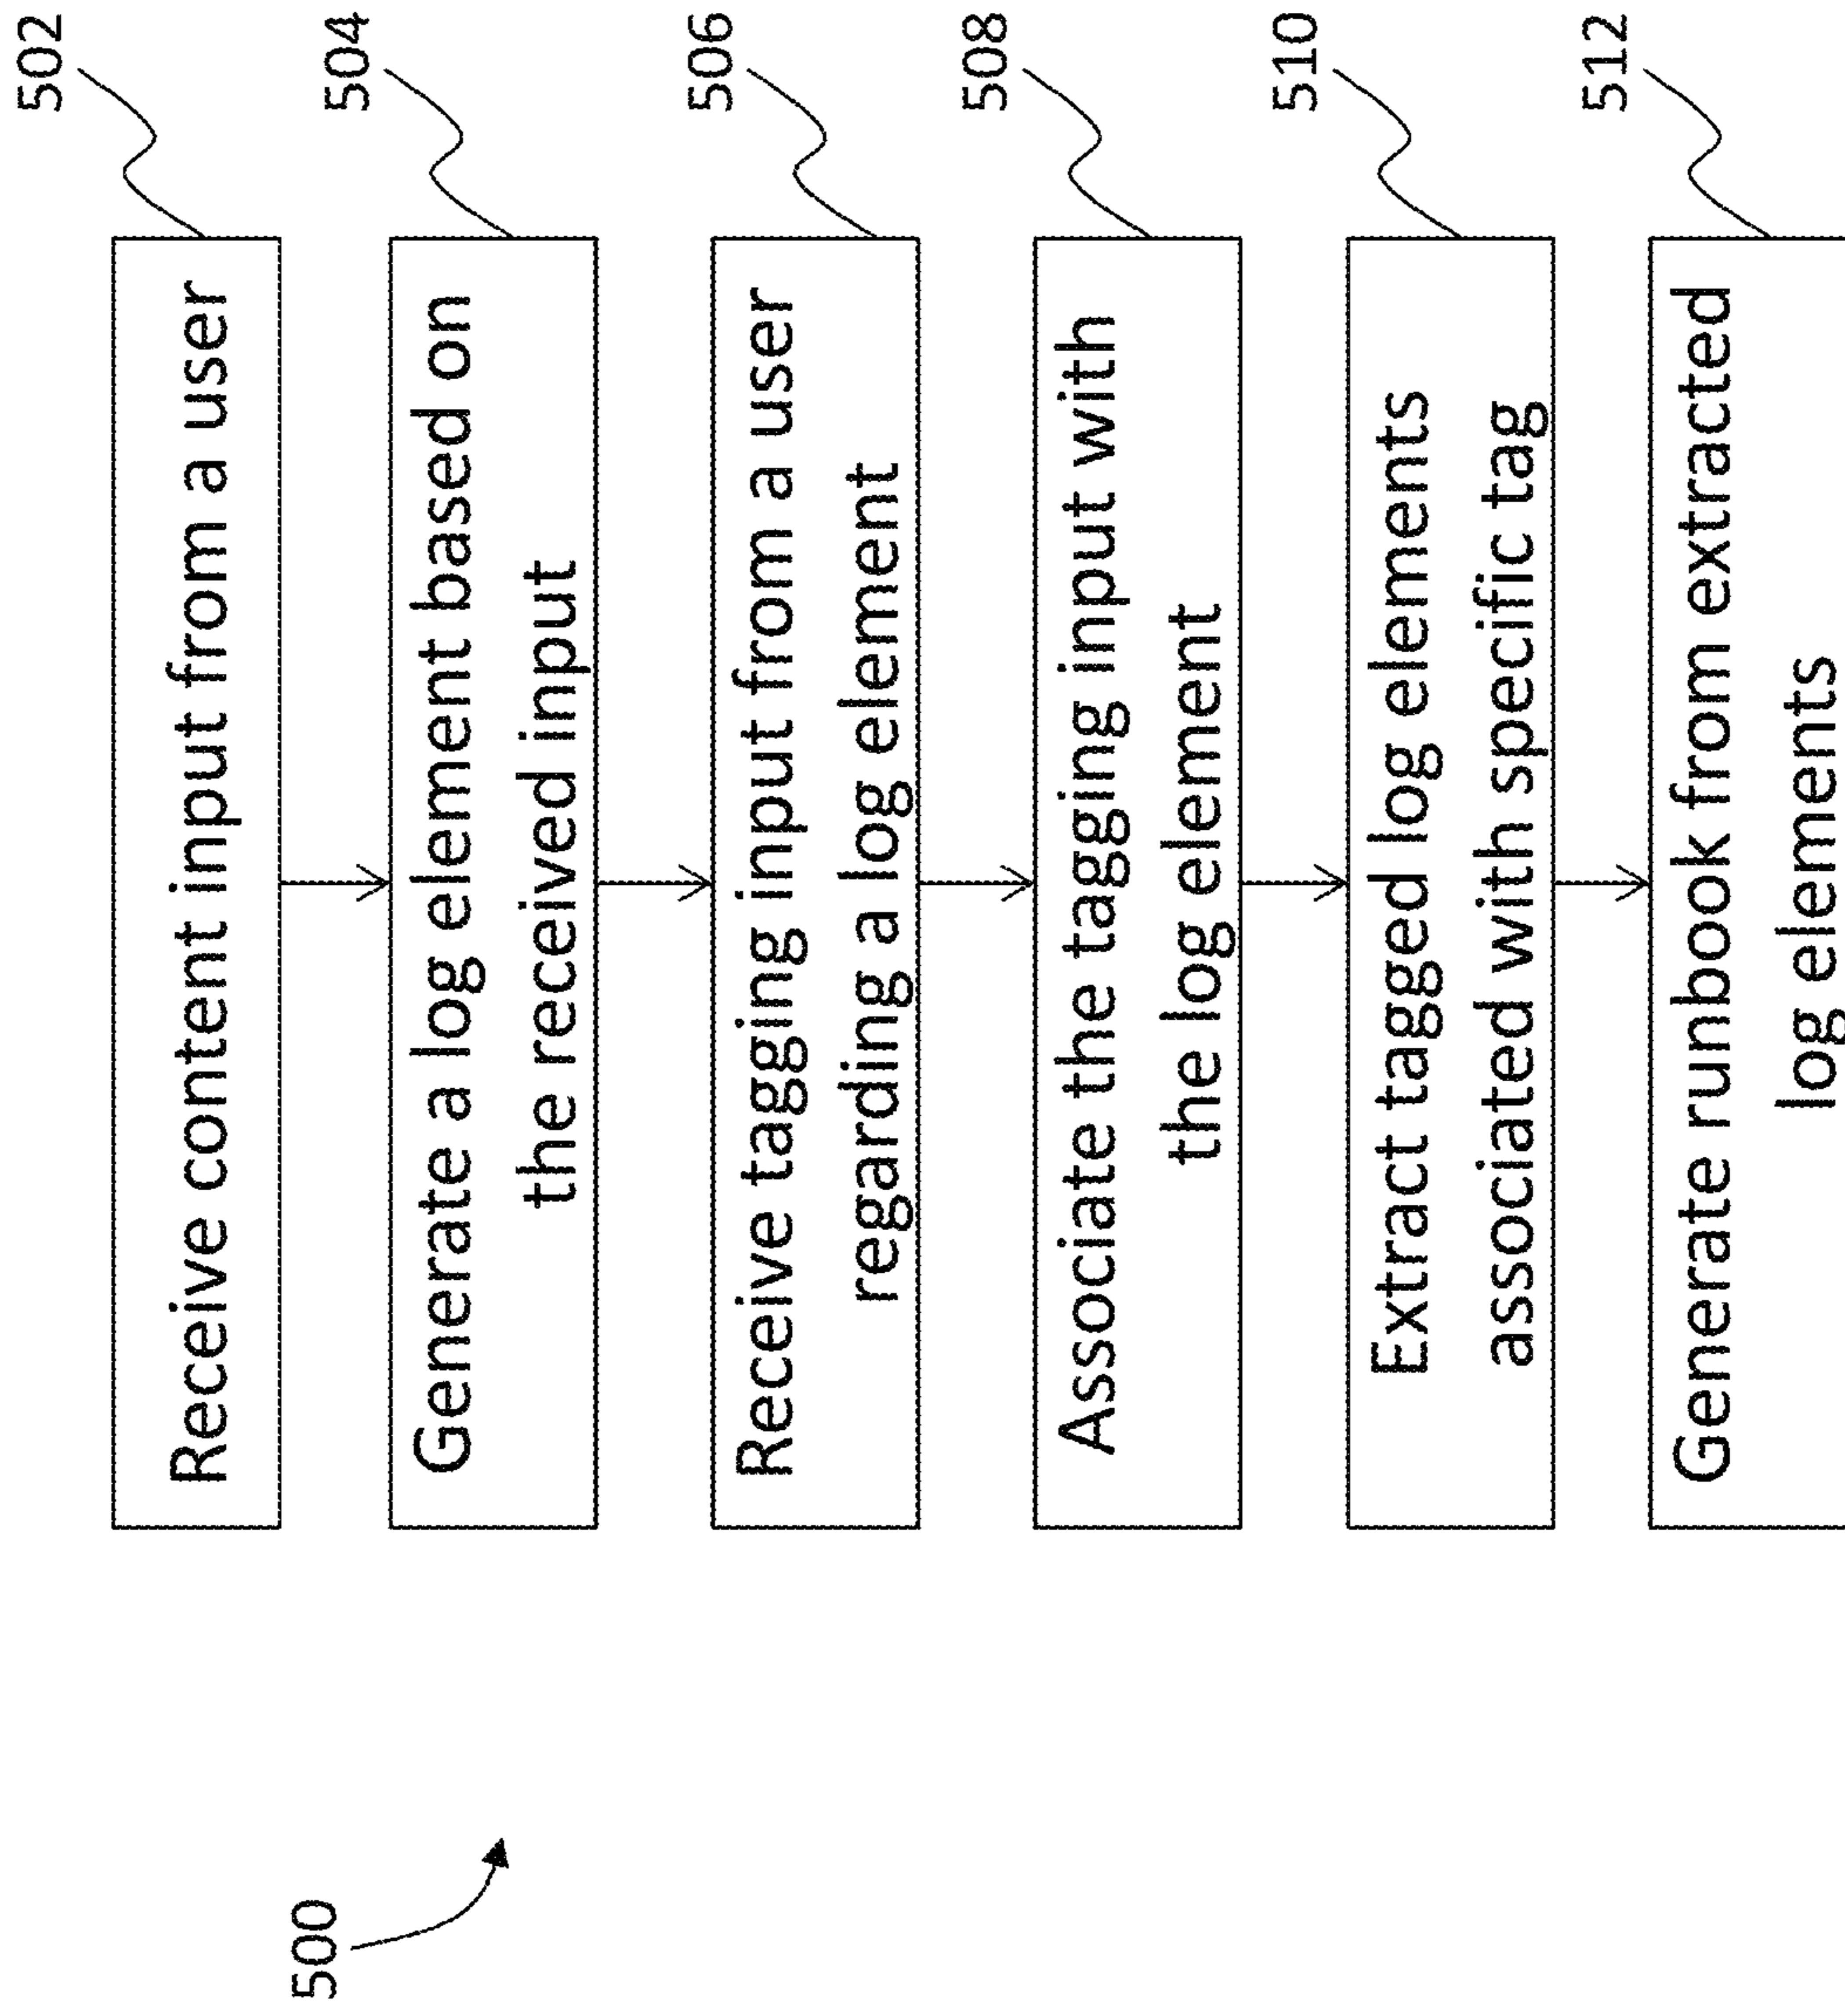 500
502
Receive content input from a user
504
Generate a log element based on
the received input
506
Receive tagging input from a user
regarding a log element
508
Associate the tagging input with
the log element
510
Extract tagged log elements
associated with specific tag
512
Generate runbook from extracted
log elements